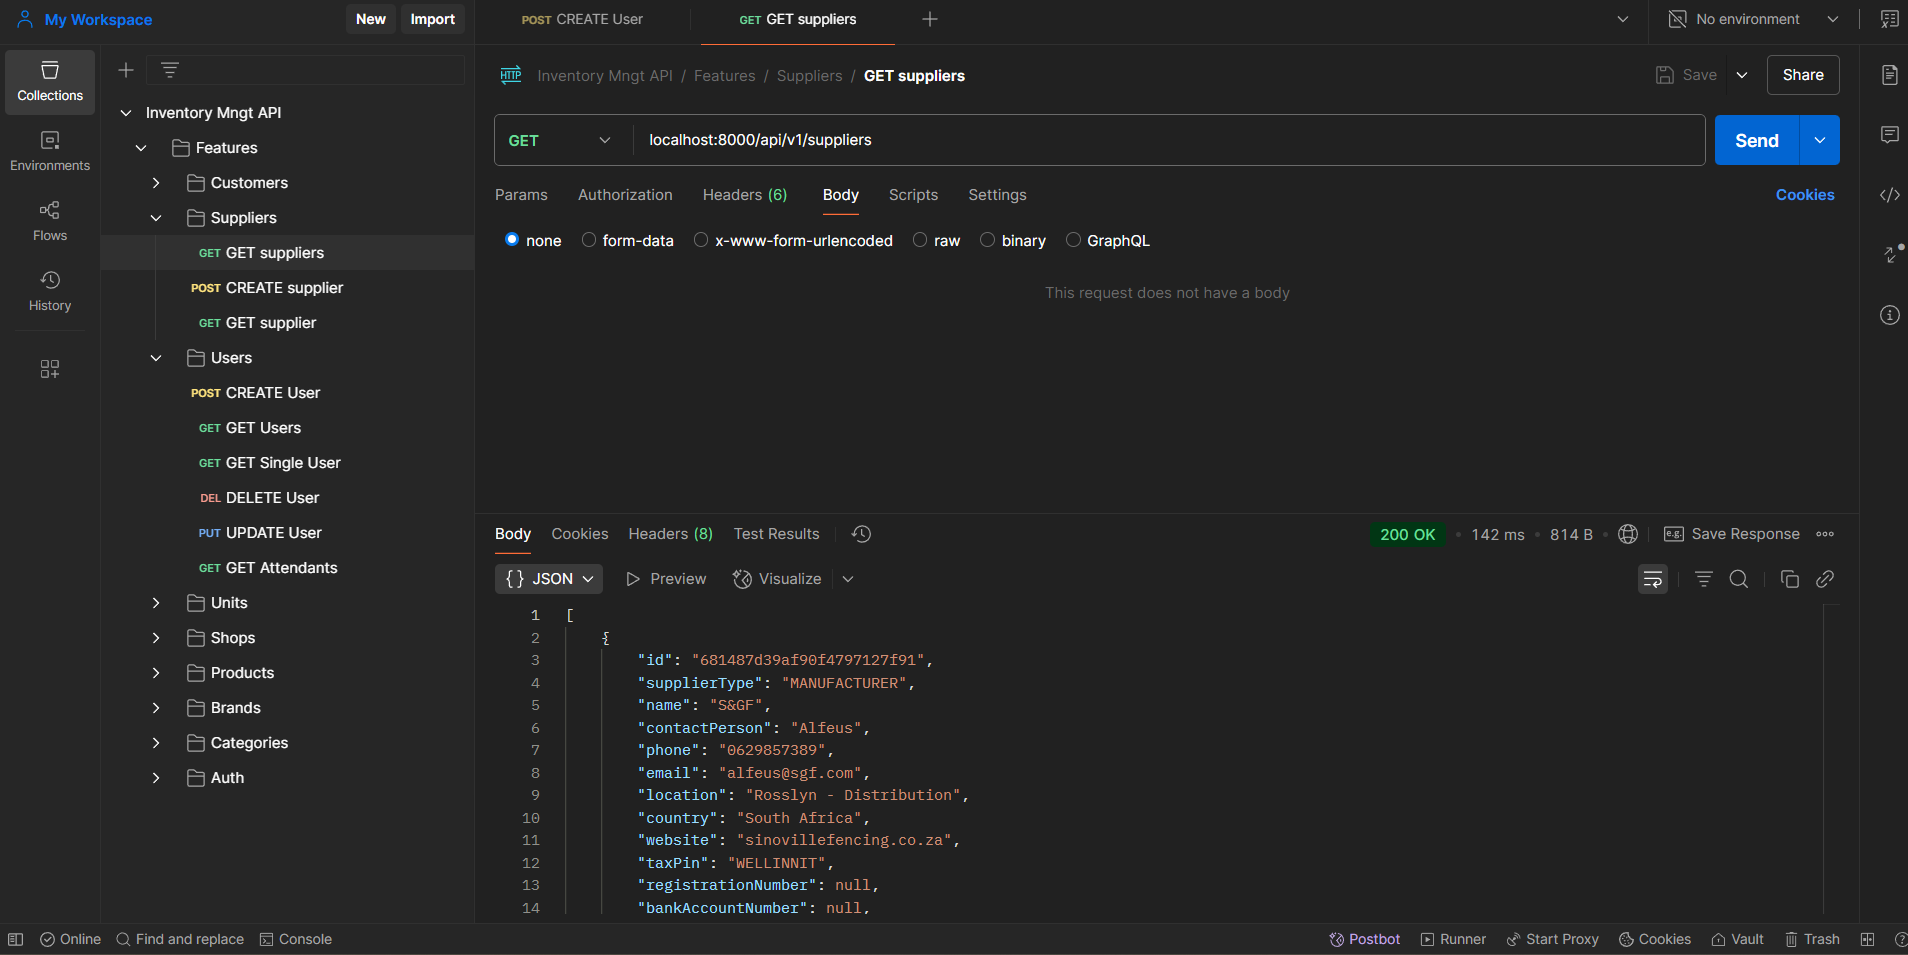 My Workspace
New
Import
POST CREATE User
GET GET suppliers
No environment
Collections
Environments
Flows
History
Inventory Mngt API
Features
Customers
Suppliers
GET GET suppliers
POST CREATE supplier
GET GET supplier
Users
POST CREATE User
GET GET Users
GET GET Single User
DEL DELETE User
PUT UPDATE User
GET GET Attendants
Units
Shops
Products
Brands
Categories
Auth
HTTP Inventory Mngt API / Features / Suppliers / GET suppliers
Save
Share
GET localhost:8000/api/v1/suppliers
Send
Params Authorization Headers (6) Body Scripts Settings
Cookies
none form-data x-www-form-urlencoded raw binary GraphQL
This request does not have a body
Body Cookies Headers (8) Test Results
200 OK • 142 ms • 814 B •
e.g. Save Response
{} JSON Preview Visualize
1 [
2 {
3 "id": "681487d39af90f4797127f91",
4 "supplierType": "MANUFACTURER",
5 "name": "S&GF",
6 "contactPerson": "Alfeus",
7 "phone": "0629857389",
8 "email": "alfeus@sgf.com",
9 "location": "Rosslyn - Distribution",
10 "country": "South Africa",
11 "website": "sinovillefencing.co.za",
12 "taxPin": "WELLINNIT",
13 "registrationNumber": null,
14 "bankAccountNumber": null,
Online Find and replace Console
Postbot Runner Start Proxy Cookies Vault Trash